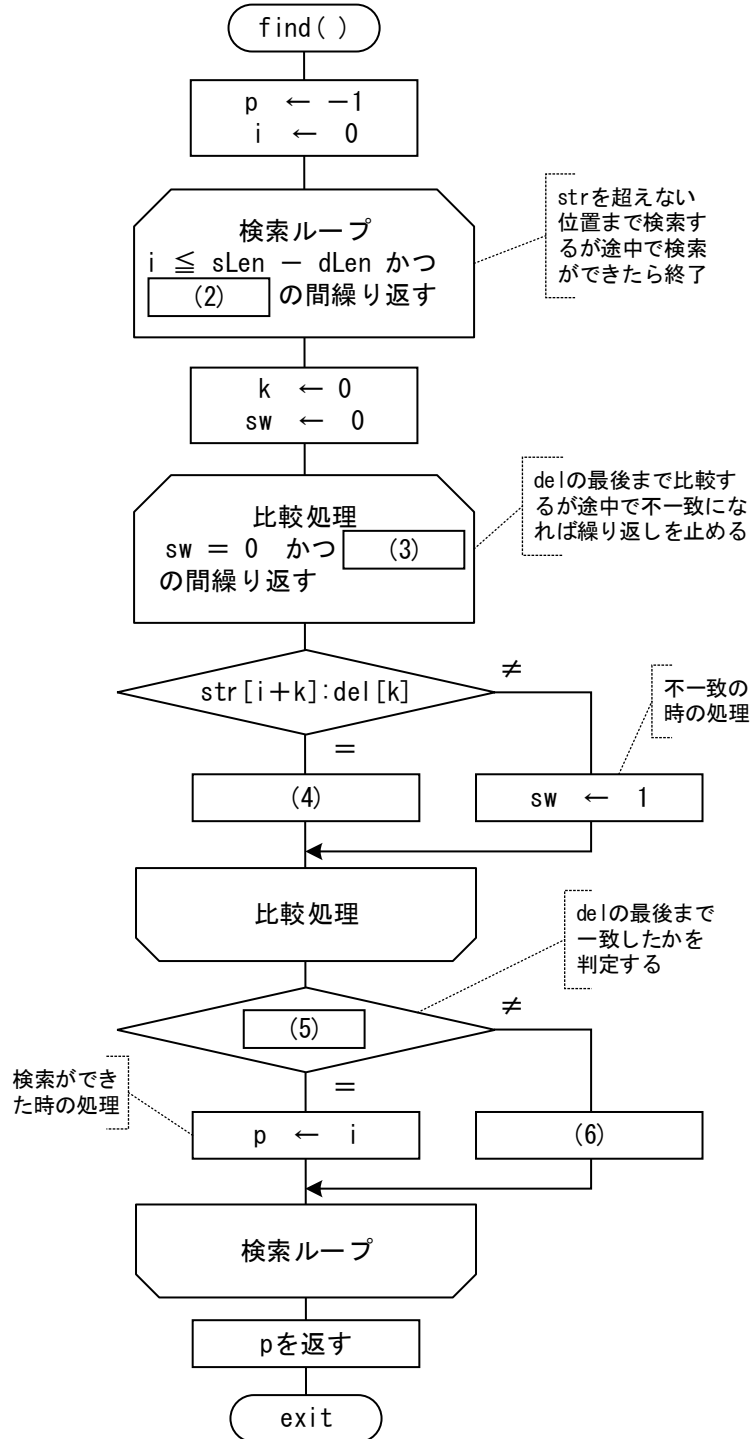 find( )
p ← －1
i ← 0
strを超えない
位置まで検索す
るが途中で検索
ができたら終了
検索ループ
i ≦ sLen － dLen かつ
(2) の間繰り返す
k ← 0
sw ← 0
delの最後まで比較す
るが途中で不一致にな
れば繰り返しを止める
比較処理
sw ＝ 0 かつ (3)
の間繰り返す
str[i＋k]:del[k]
≠
不一致の
時の処理
＝
(4)
sw ← 1
比較処理
delの最後まで
一致したかを
判定する
(5)
≠
検索ができ
た時の処理
＝
p ← i
(6)
検索ループ
pを返す
exit